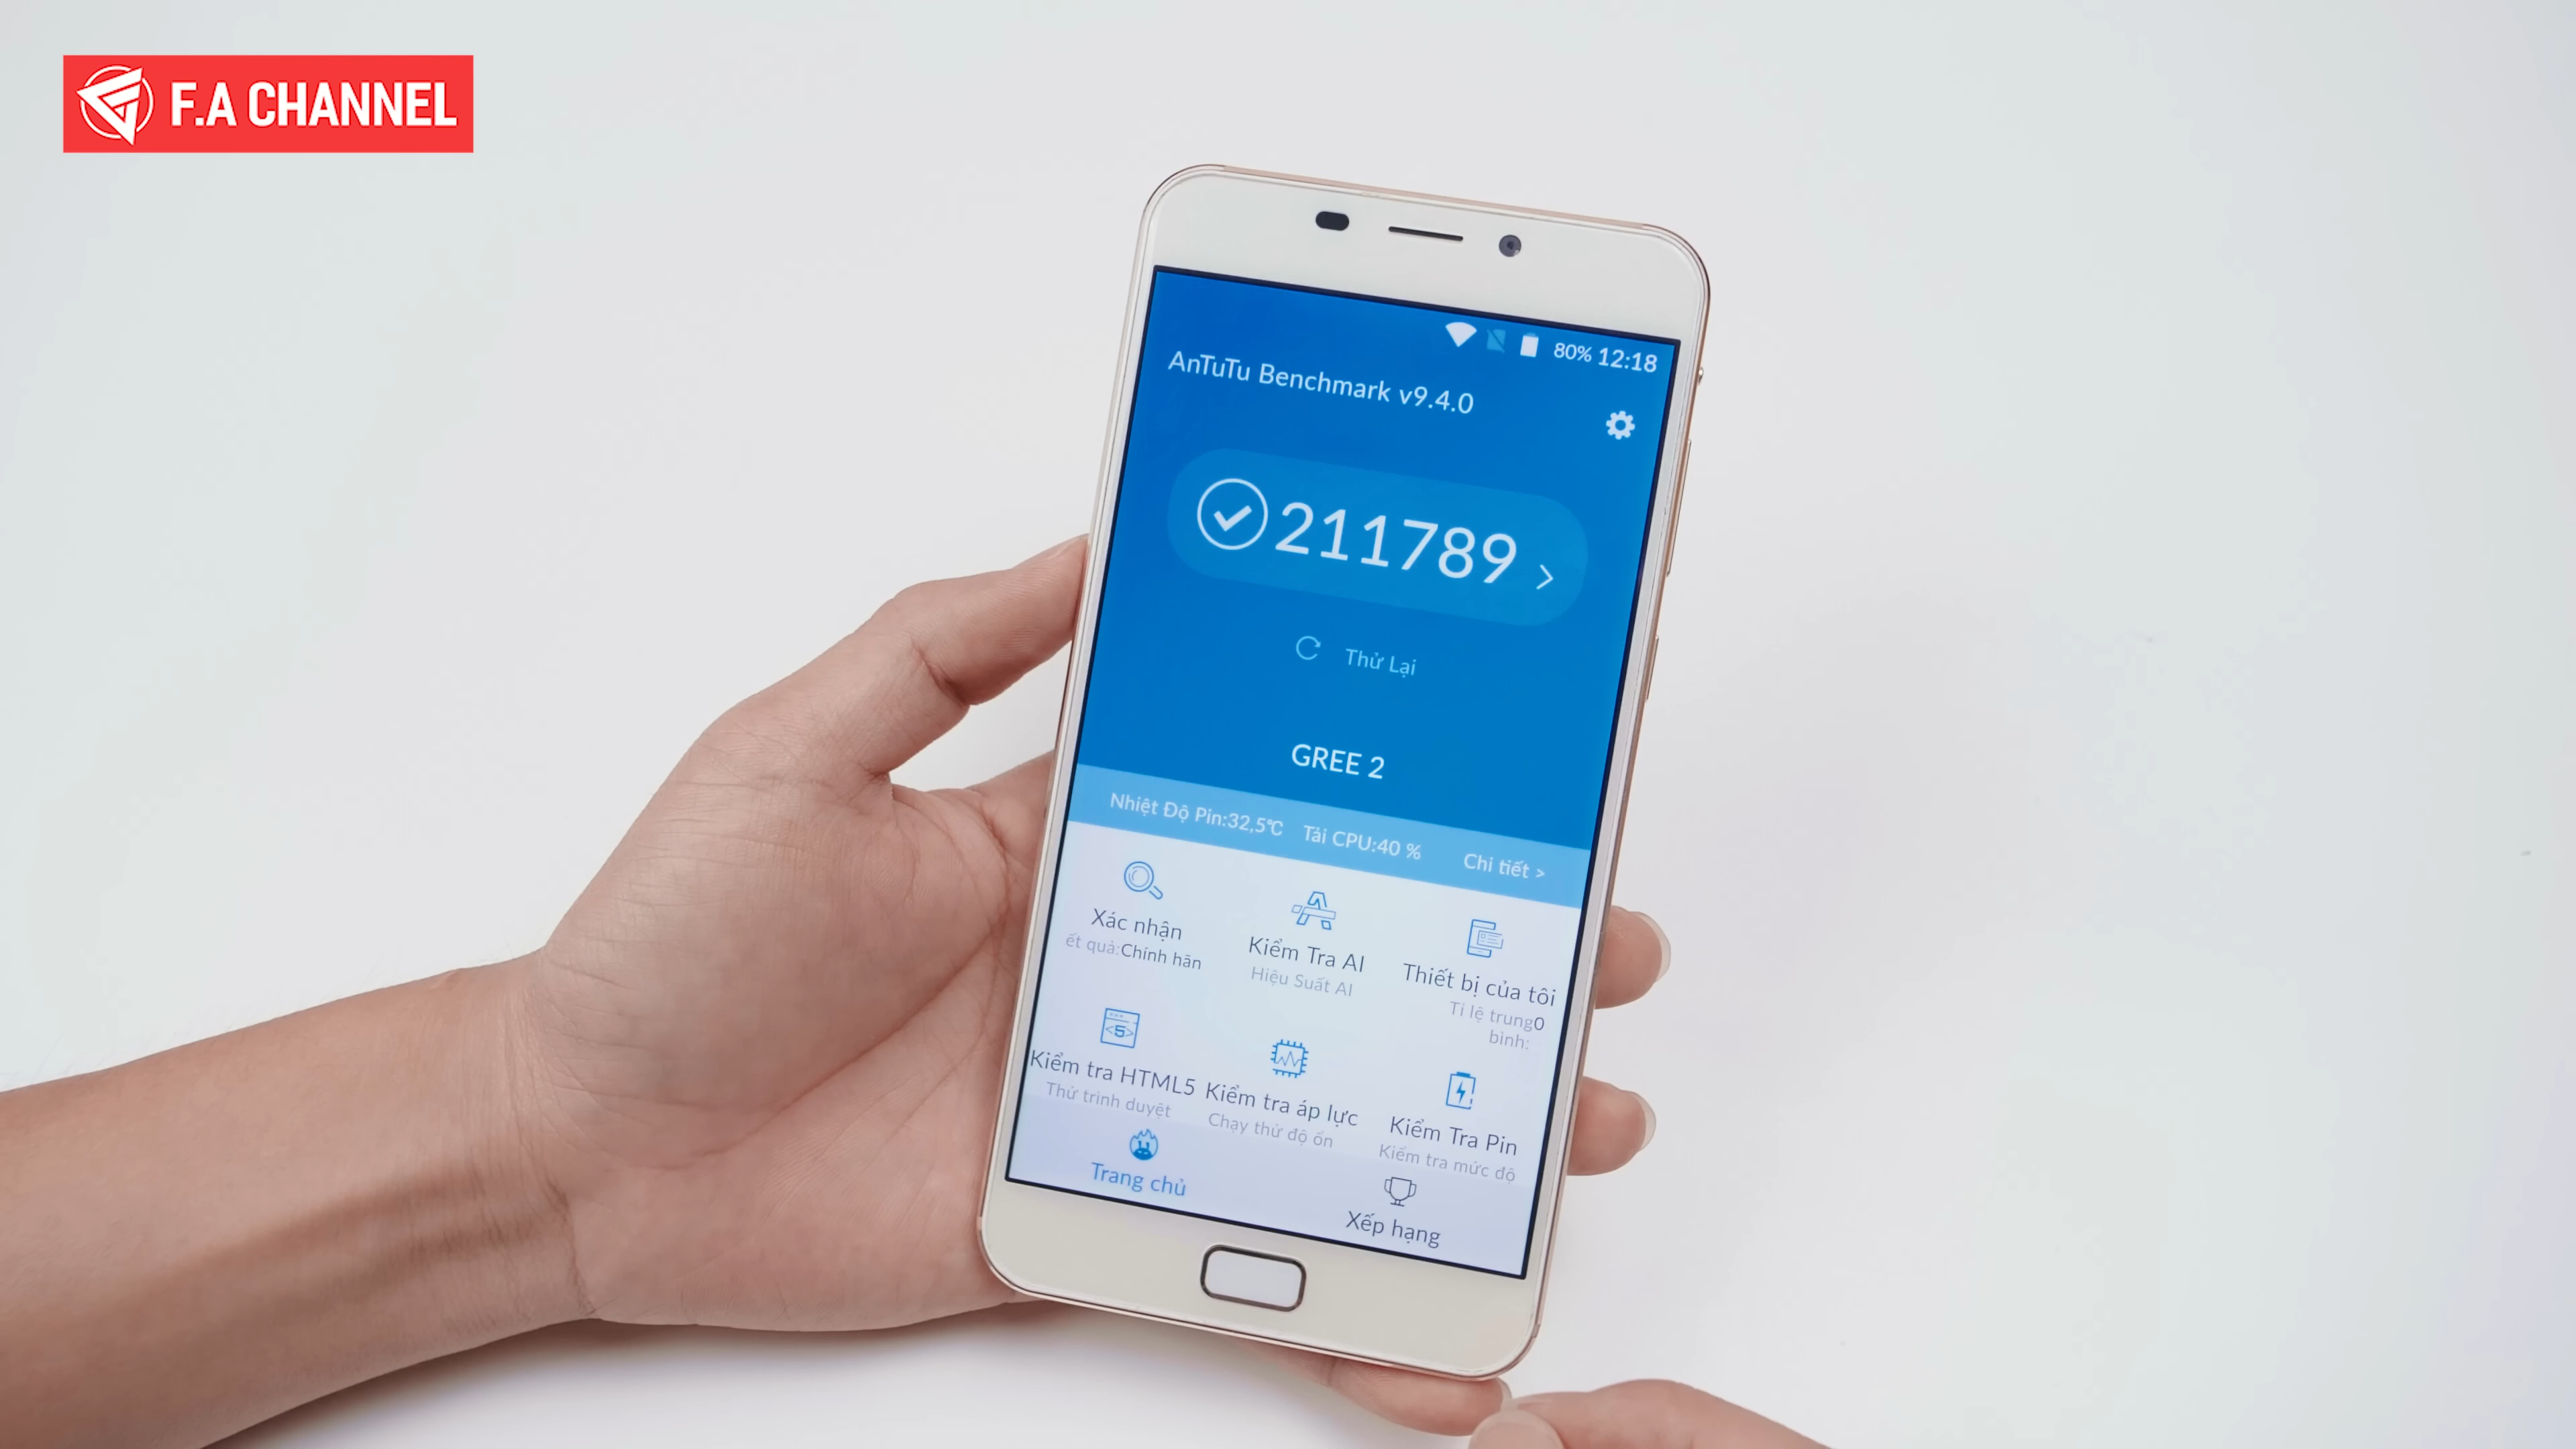 F.A CHANNEL
80% 12:18
AnTuTu Benchmark v9.4.0
211789 >
Thử Lại
GREE 2
Nhiệt Độ Pin:32,5℃ Tải CPU:40 % Chi tiết >
Xác nhận
ết quả:Chính hãn
Kiểm Tra AI
Hiệu Suất AI
Thiết bị của tôi
Tỉ lệ trung0
bình:
Kiểm tra HTML5
Thử trình duyệt
Kiểm tra áp lực
Chạy thử độ ổn
Kiểm Tra Pin
Kiểm tra mức độ
Trang chủ
Xếp hạng